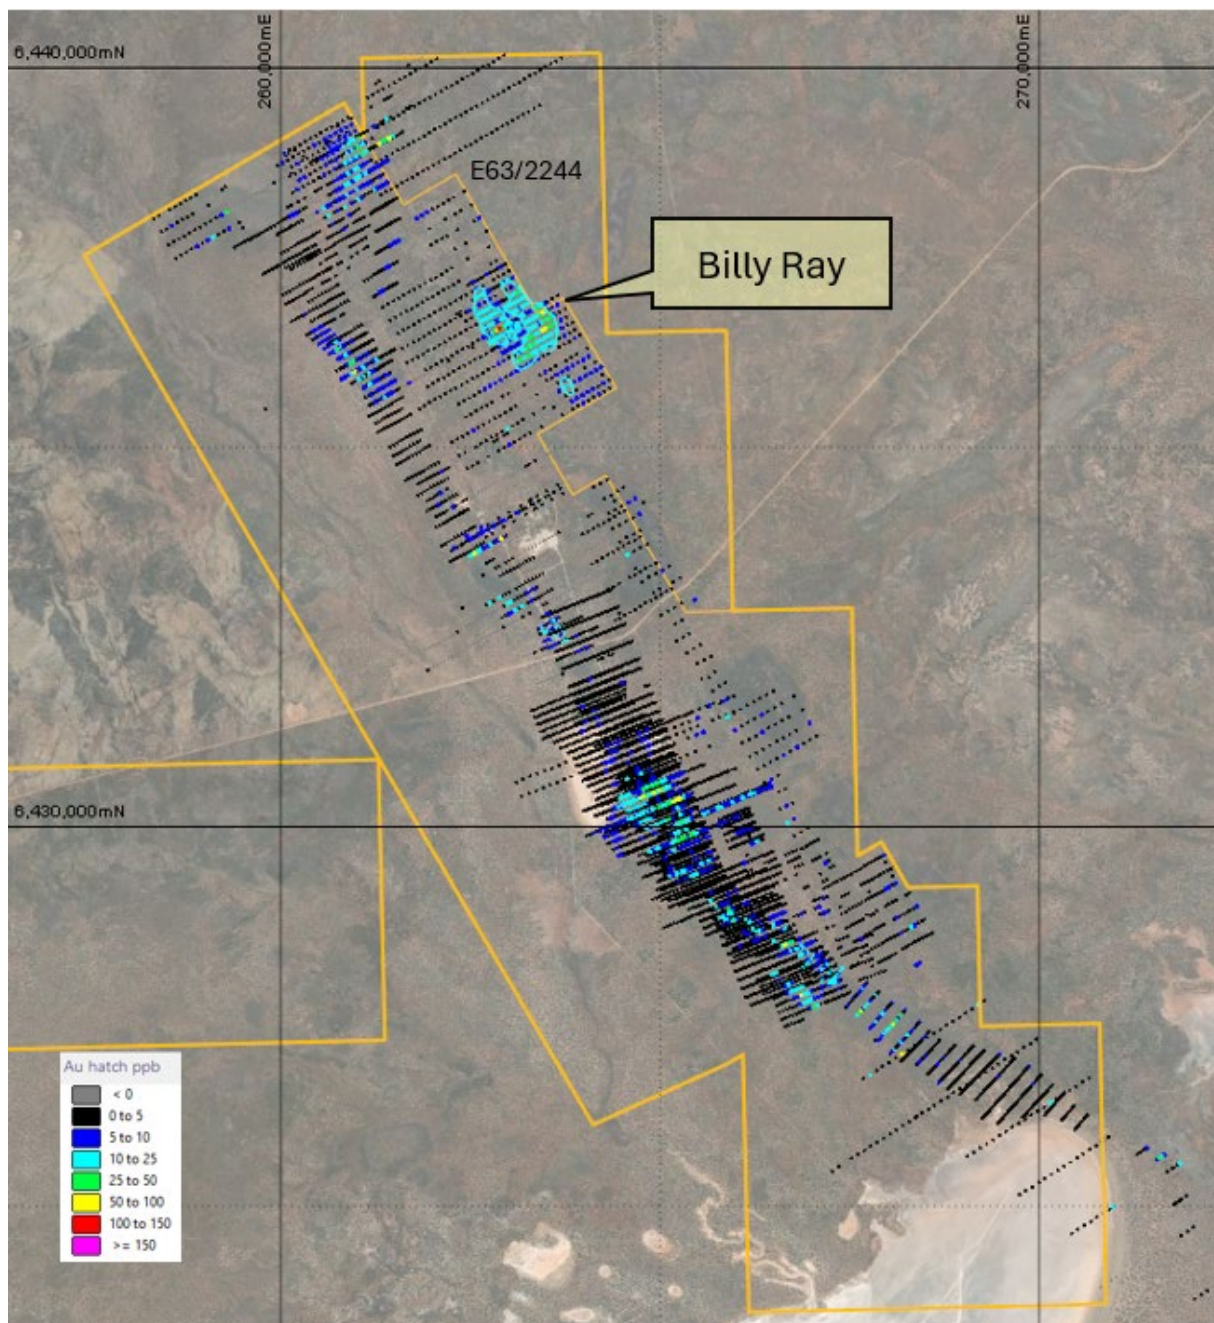 260,000mE
270,000mE
6,440,000mN
E63/2244
Billy Ray
6,430,000mN
Au hatch ppb
< 0
0 to 5
5 to 10
10 to 25
25 to 50
50 to 100
100 to 150
>= 150